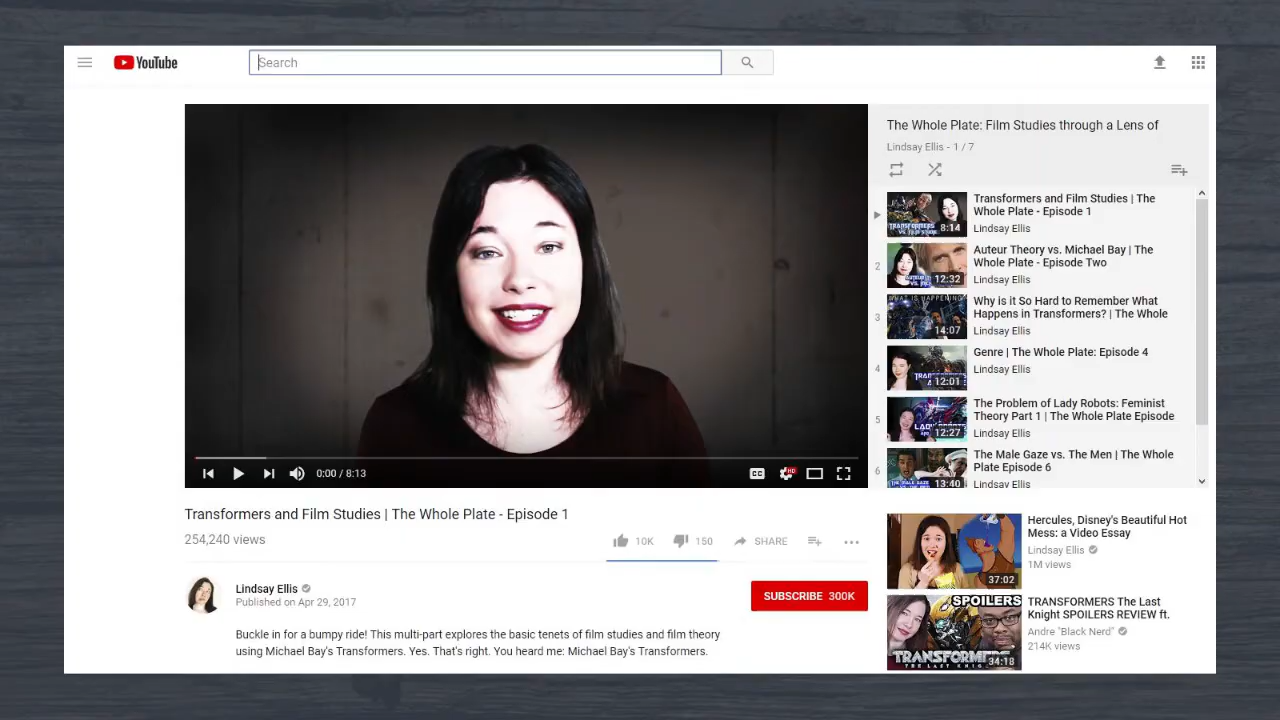 YouTube
Search
The Whole Plate: Film Studies through a Lens of
Lindsay Ellis - 1 / 7
Transformers and Film Studies | The
Whole Plate - Episode 1
Lindsay Ellis
8:14
2
Auteur Theory vs. Michael Bay | The
Whole Plate - Episode Two
Lindsay Ellis
12:32
3
WHAT IS HAPPENING
Why is it So Hard to Remember What
Happens in Transformers? | The Whole
Lindsay Ellis
14:07
4
Genre | The Whole Plate: Episode 4
Lindsay Ellis
12:01
5
The Problem of Lady Robots: Feminist
Theory Part 1 | The Whole Plate Episode
Lindsay Ellis
12:27
6
The Male Gaze vs. The Men | The Whole
Plate Episode 6
Lindsay Ellis
13:40
0:00 / 8:13
CC
HD
Transformers and Film Studies | The Whole Plate - Episode 1
254,240 views
10K
150
SHARE
Lindsay Ellis
Published on Apr 29, 2017
SUBSCRIBE 300K
Buckle in for a bumpy ride! This multi-part explores the basic tenets of film studies and film theory
using Michael Bay's Transformers. Yes. That's right. You heard me: Michael Bay's Transformers.
Hercules, Disney's Beautiful Hot
Mess: a Video Essay
Lindsay Ellis
1M views
37:02
SPOILERS
TRANSFORMERS
THE LAST
34:18
TRANSFORMERS The Last
Knight SPOILERS REVIEW ft.
Andre "Black Nerd"
214K views